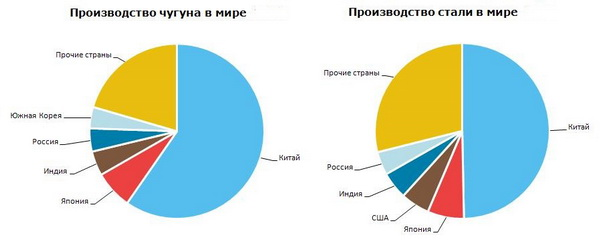 Производство чугуна в мире
Прочие страны
Южная Корея
Россия
Индия
Япония
Китай
Производство стали в мире
Прочие страны
Россия
Индия
США
Япония
Китай